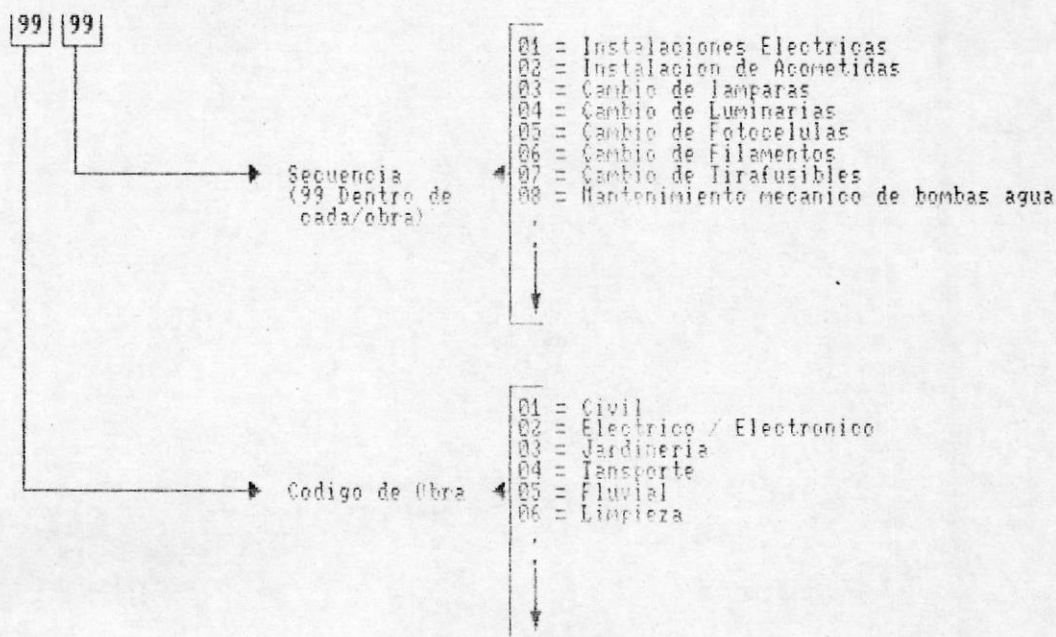 99 99
01 = Instalaciones Electricas
02 = Instalacion de Acometidas
03 = Cambio de lamparas
04 = Cambio de Luminarias
05 = Cambio de Fotocelulas
06 = Cambio de Filamentos
07 = Cambio de Tirafusibles
08 = Mantenimiento mecanico de bombas agua
Secuencia
(99 Dentro de
cada/obra)
01 = Civil
02 = Electrico / Electronico
03 = Jardineria
04 = Tansporte
05 = Fluvial
06 = Limpieza
Codigo de Obra